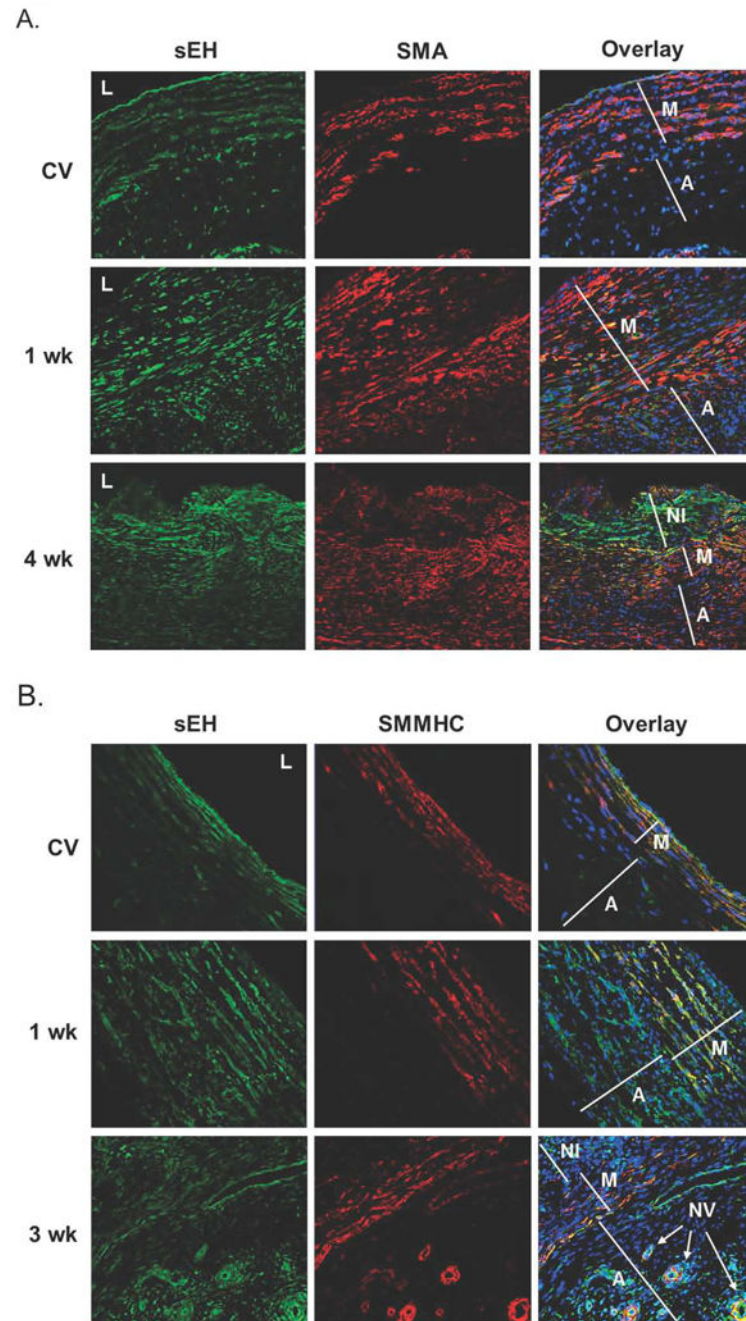 A.
sEH SMA Overlay
CV L M A
1 wk L M A
4 wk L NI M A
B.
sEH SMMHC Overlay
CV L M A
1 wk M A
3 wk NI M NV A